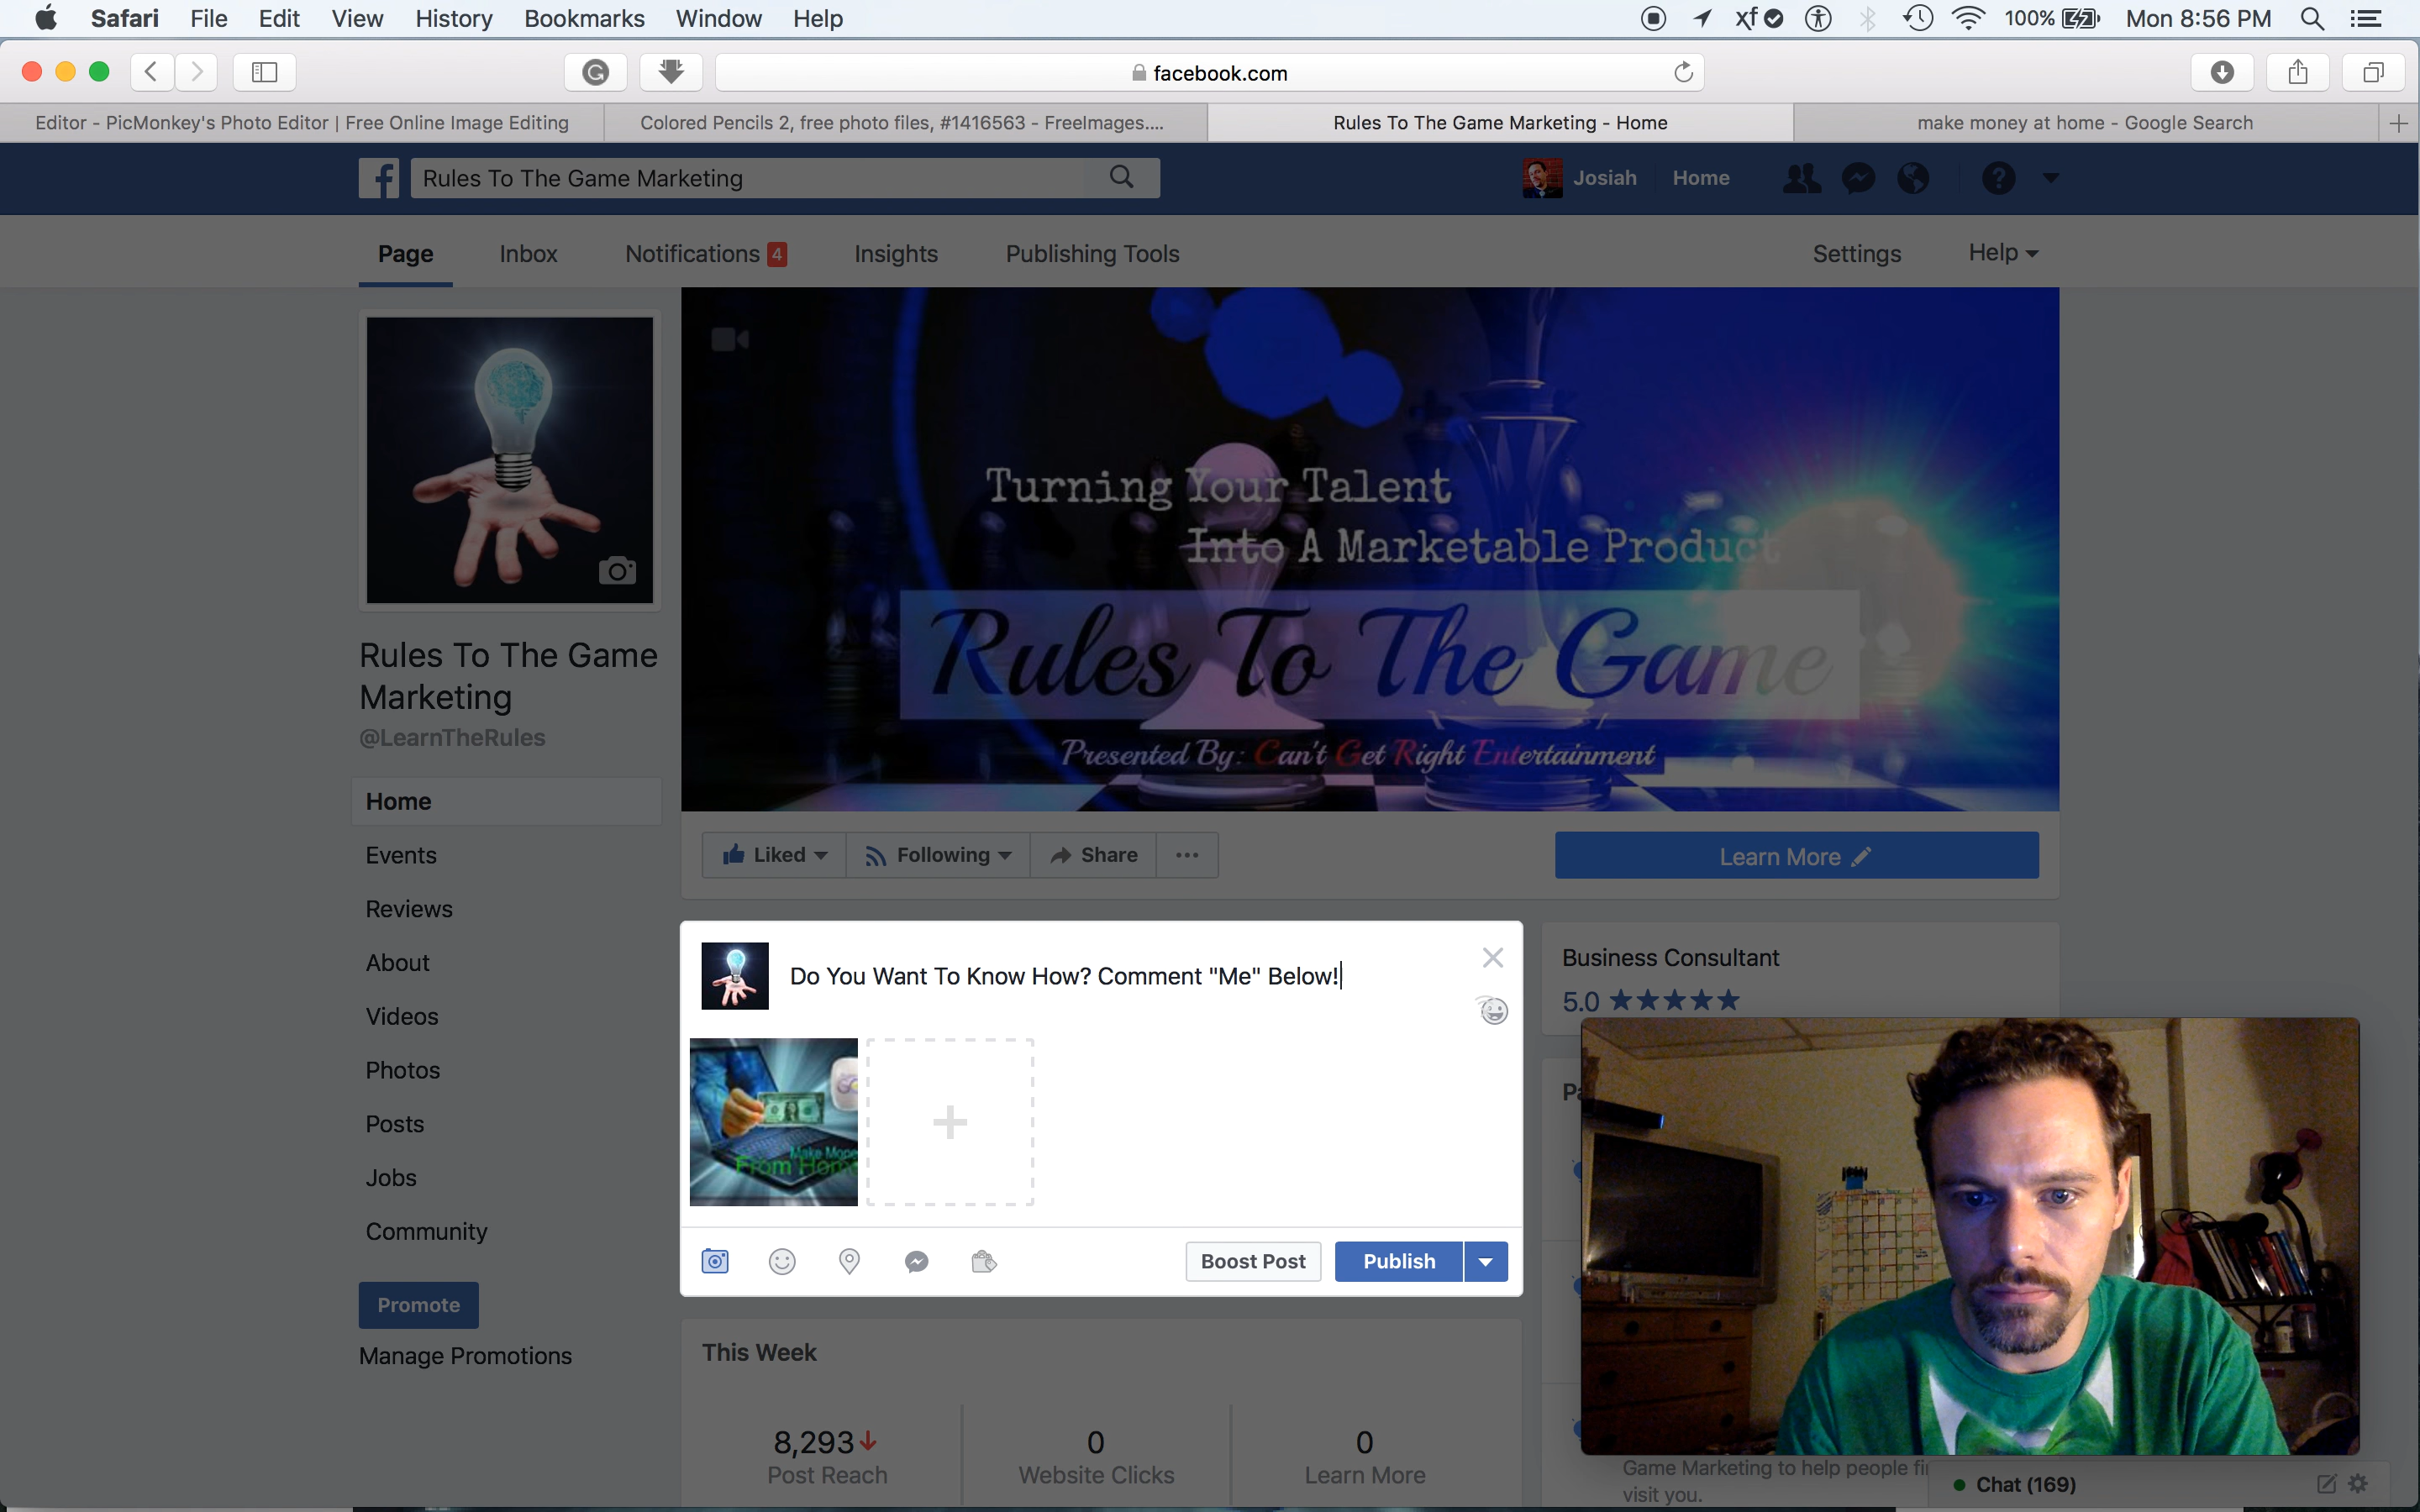 Safari File Edit View History Bookmarks Window Help
xf 100% Mon 8:56 PM
facebook.com
Editor - PicMonkey's Photo Editor | Free Online Image Editing
Colored Pencils 2, free photo files, #1416563 - FreeImages....
Rules To The Game Marketing - Home
make money at home - Google Search
Rules To The Game Marketing
Josiah Home
Page Inbox Notifications 4 Insights Publishing Tools Settings Help
Turning Your Talent
Into A Marketable Product
Rules To The Game
Presented By: Can't Get Right Entertainment
Rules To The Game
Marketing
@LearnTheRules
Home
Events
Reviews
About
Videos
Photos
Posts
Jobs
Community
Promote
Manage Promotions
Liked Following Share ...
Learn More
Do You Want To Know How? Comment "Me" Below!
From Home
Boost Post Publish
Business Consultant
5.0
This Week
8,293
Post Reach
0
Website Clicks
0
Learn More
Game Marketing to help people
visit you.
Chat (169)